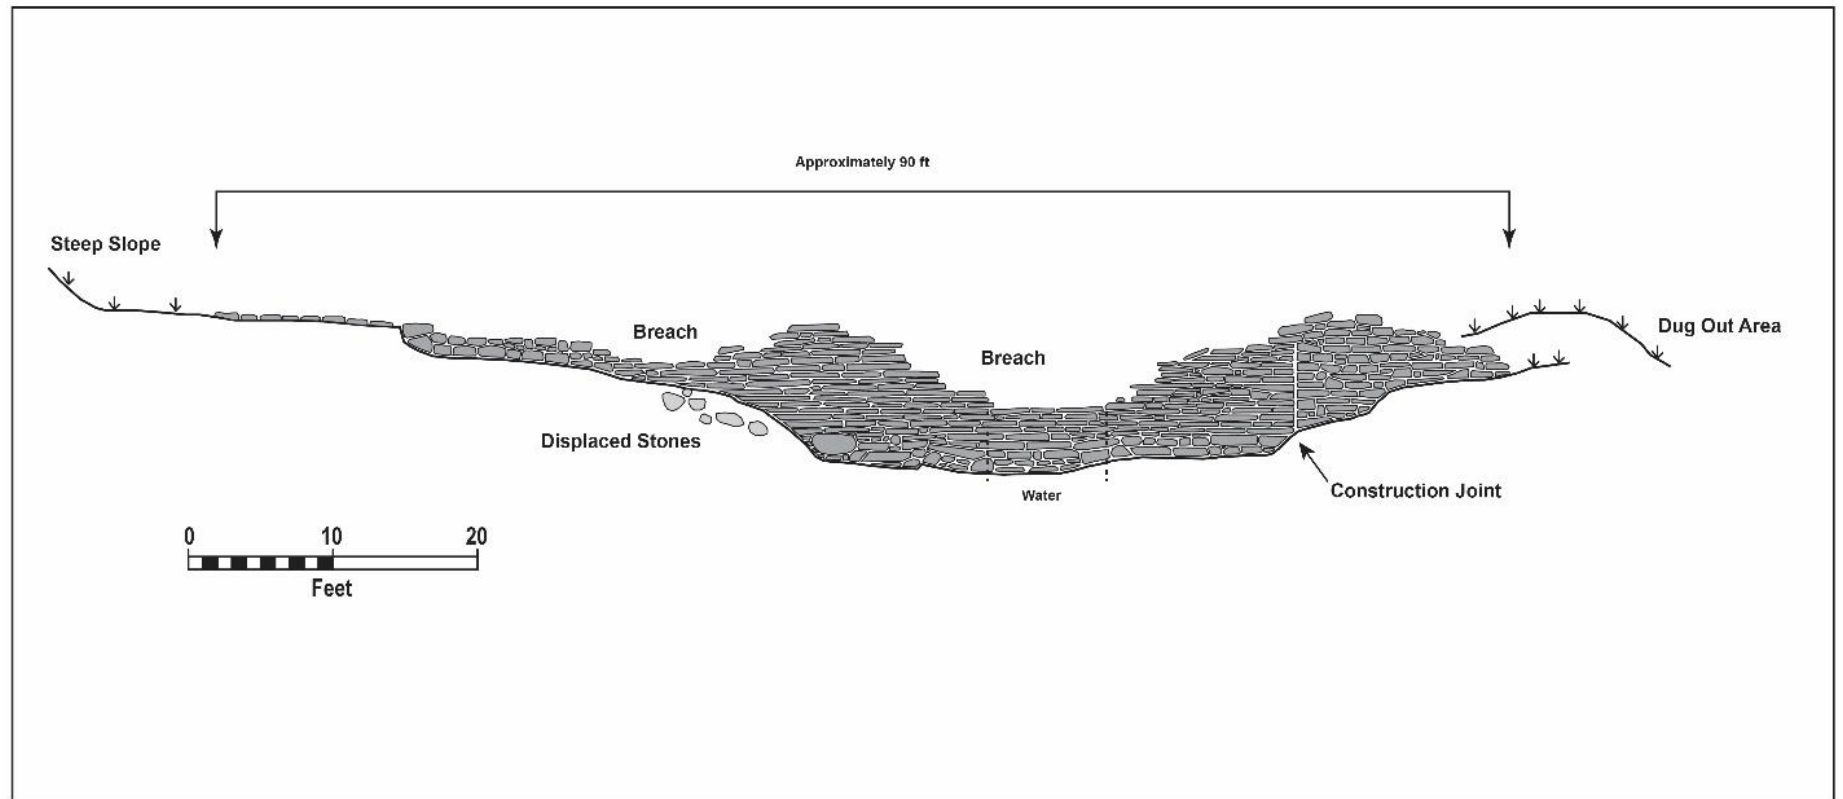 Approximately 90 ft
Steep Slope
Breach
Dug Out Area
Breach
Displaced Stones
Construction Joint
Water
0 10 20
Feet